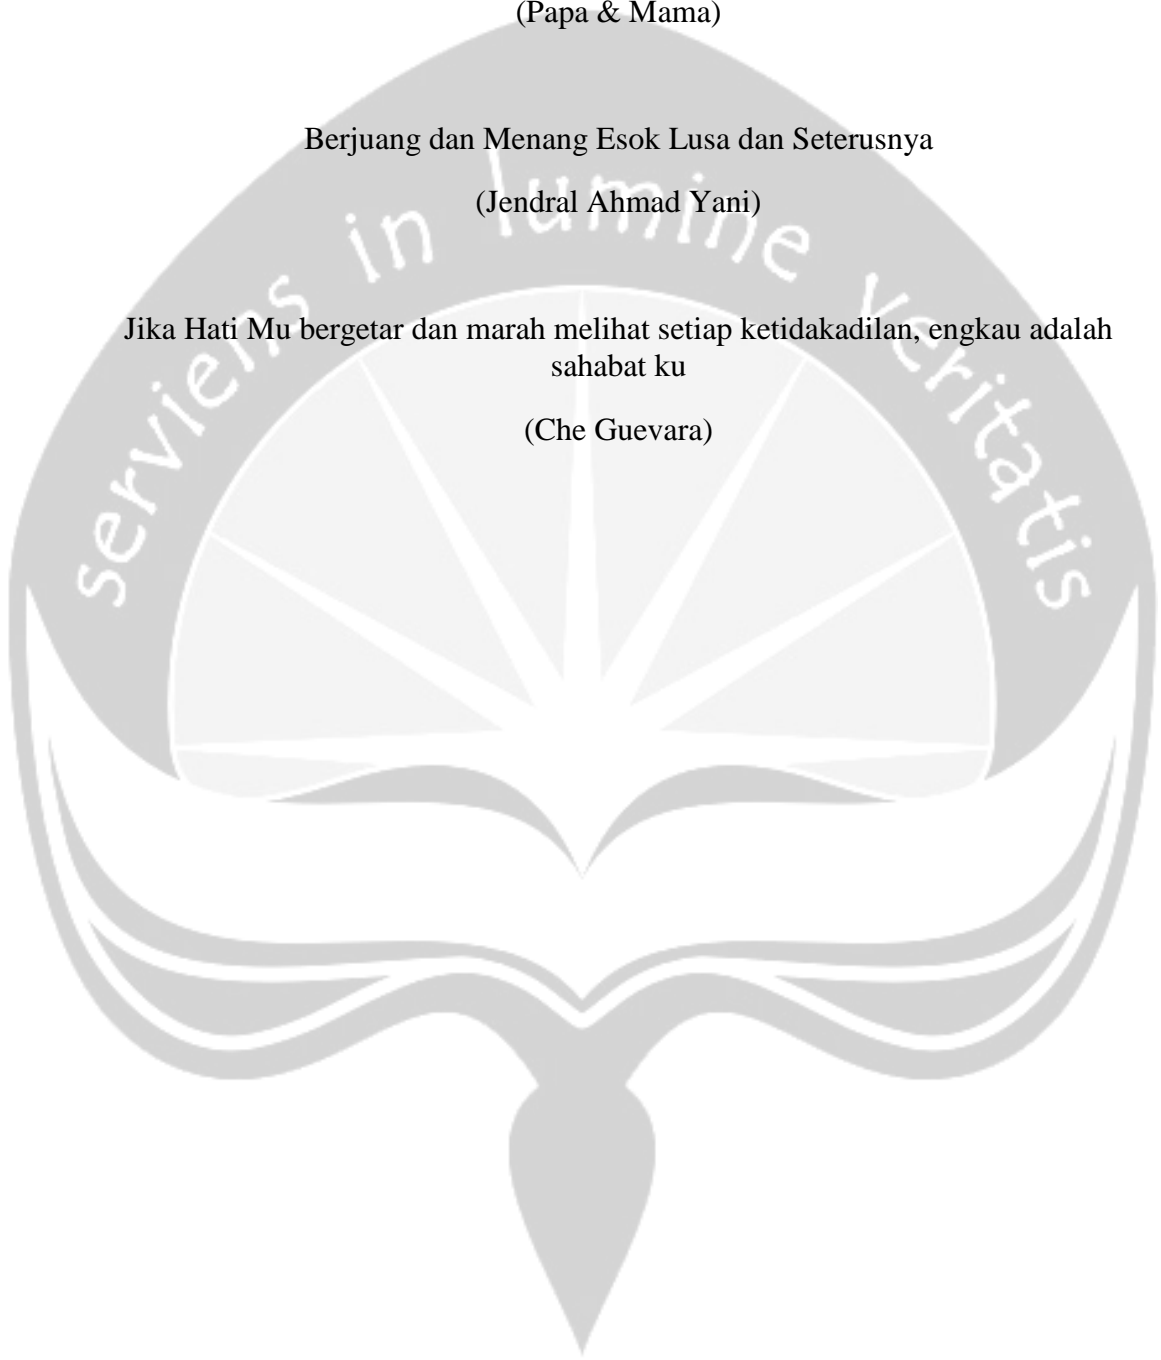 (Papa & Mama)
Berjuang dan Menang Esok Lusa dan Seterusnya
(Jendral Ahmad Yani)
serviens in lumine veritatis
Jika Hati Mu bergetar dan marah melihat setiap ketidakadilan, engkau adalah
sahabat ku
(Che Guevara)